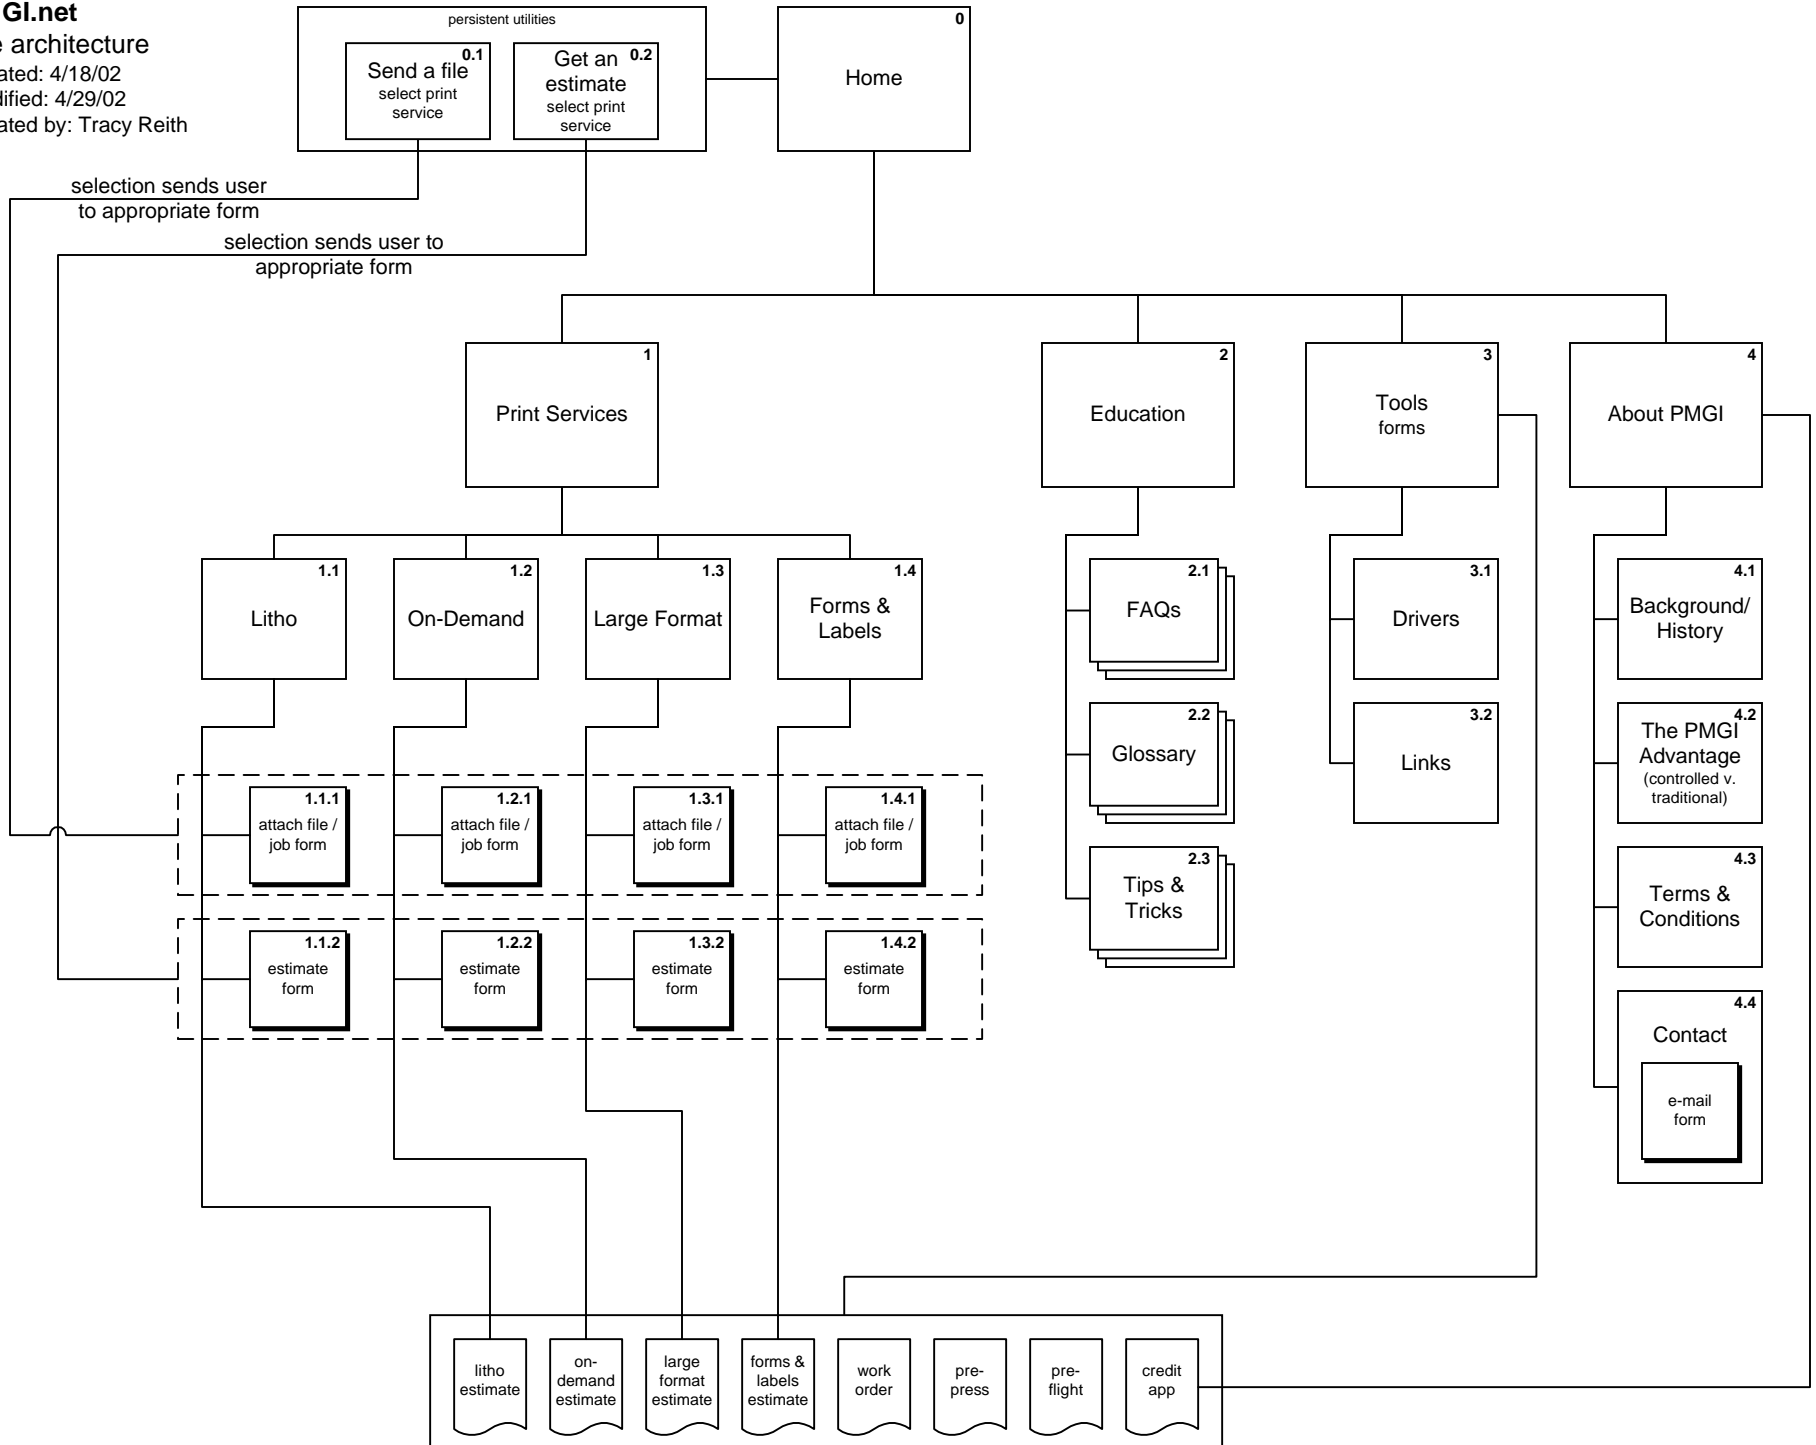 GI.net
e architecture
ated: 4/18/02
dified: 4/29/02
ated by: Tracy Reith
persistent utilities
0.1
Send a file
select print
service
0.2
Get an
estimate
select print
service
0
Home
selection sends user
to appropriate form
selection sends user to
appropriate form
1
Print Services
2
Education
3
Tools
forms
4
About PMGI
1.1
Litho
1.2
On-Demand
1.3
Large Format
1.4
Forms &
Labels
2.1
FAQs
3.1
Drivers
4.1
Background/
History
2.2
Glossary
3.2
Links
4.2
The PMGI
Advantage
(controlled v.
traditional)
1.1.1
attach file /
job form
1.2.1
attach file /
job form
1.3.1
attach file /
job form
1.4.1
attach file /
job form
2.3
Tips &
Tricks
4.3
Terms &
Conditions
1.1.2
estimate
form
1.2.2
estimate
form
1.3.2
estimate
form
1.4.2
estimate
form
4.4
Contact
e-mail
form
litho
estimate
on-
demand
estimate
large
format
estimate
forms &
labels
estimate
work
order
pre-
press
pre-
flight
credit
app